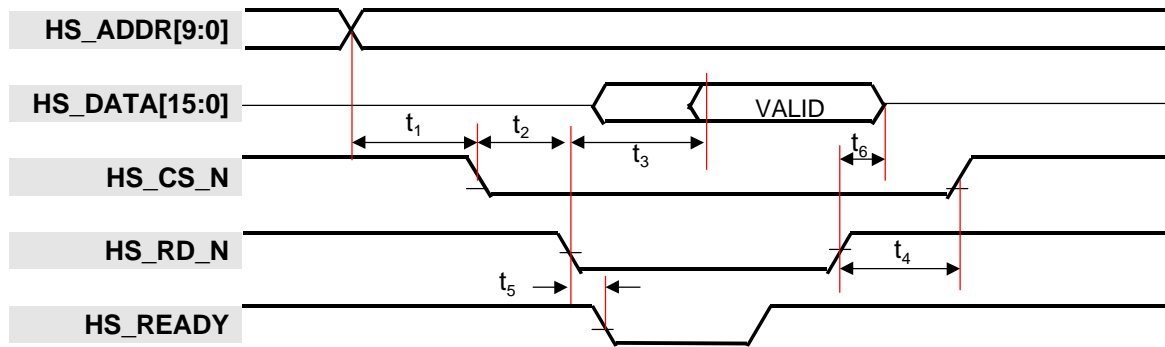 HS_ADDR[9:0]
HS_DATA[15:0]
VALID
t1
t2
t3
t6
HS_CS_N
HS_RD_N
t4
t5
HS_READY